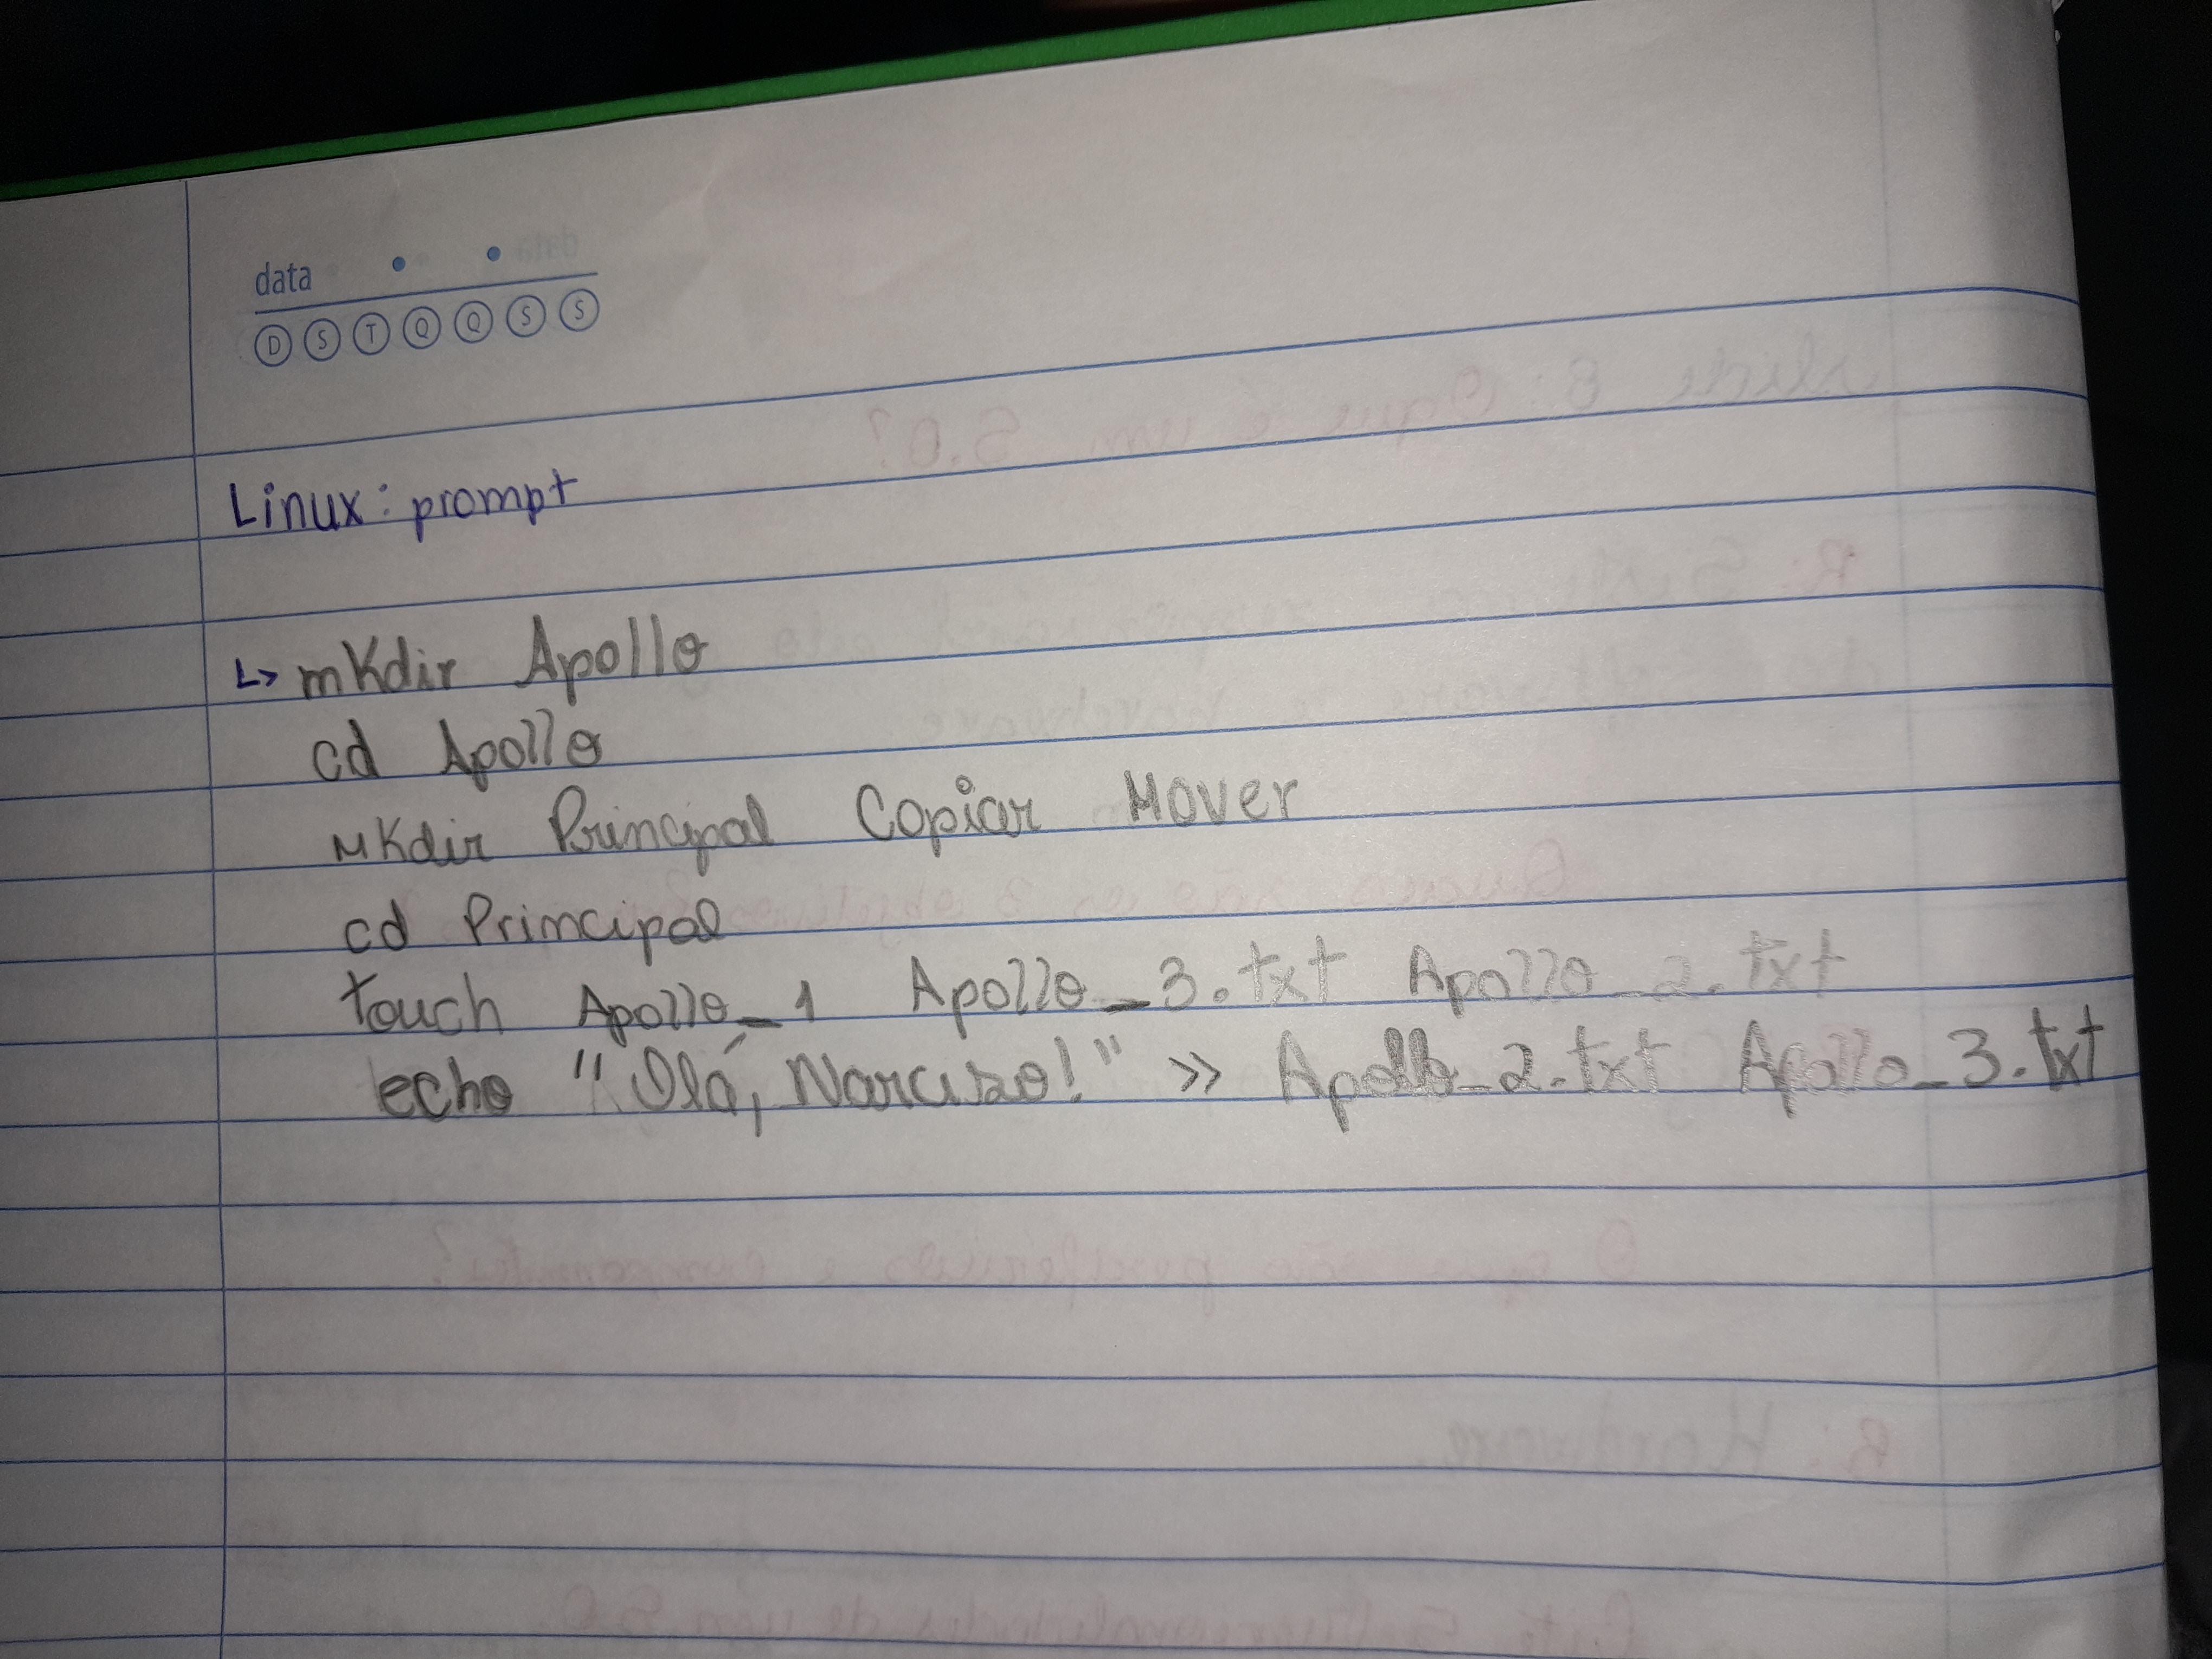 data
D S T Q Q S S
Linux: prompt
↳ mkdir Apollo
cd Apollo
mkdir Principal Copiar Mover
cd Principal
touch Apollo_1 Apollo_3.txt Apollo_2.txt
echo "Olá, Narciso!" >> Apollo_2.txt Apollo_3.txt